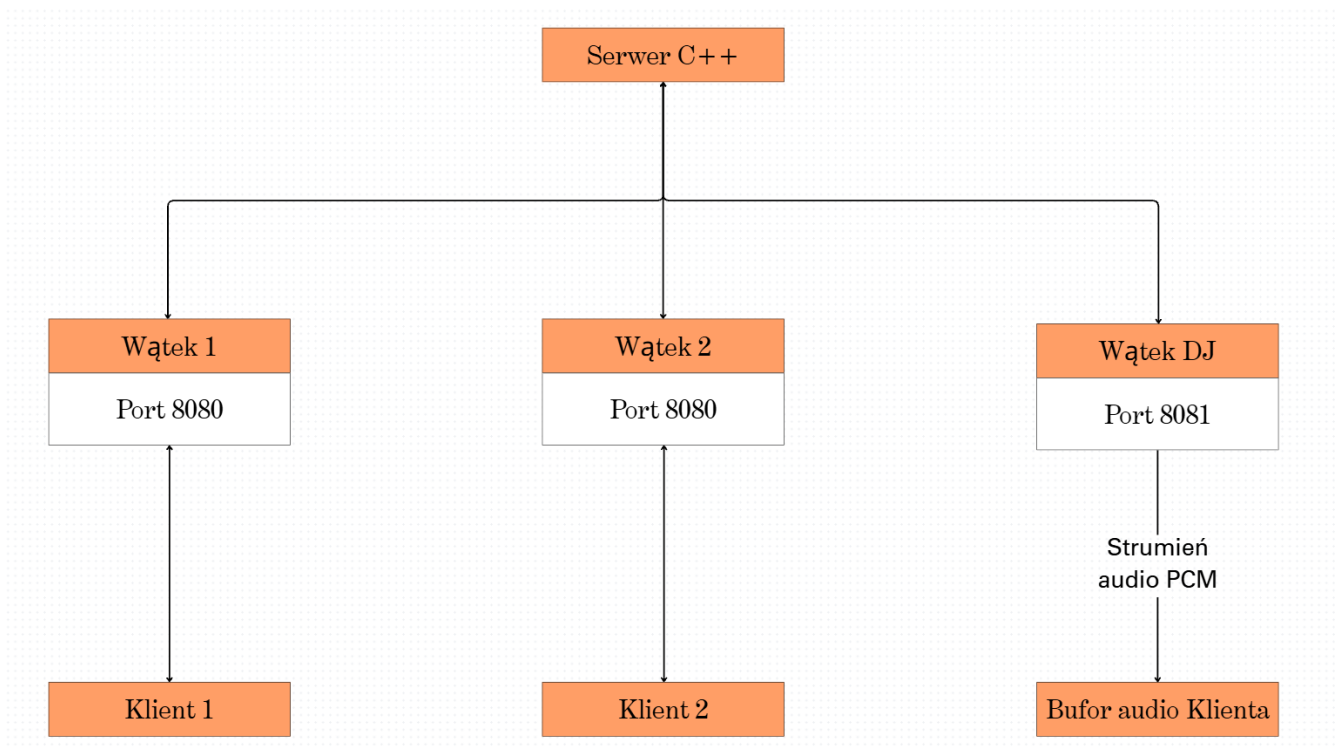 Serwer C++
Wątek 1
Port 8080
Wątek 2
Port 8080
Wątek DJ
Port 8081
Strumień
audio PCM
Klient 1
Klient 2
Bufor audio Klienta